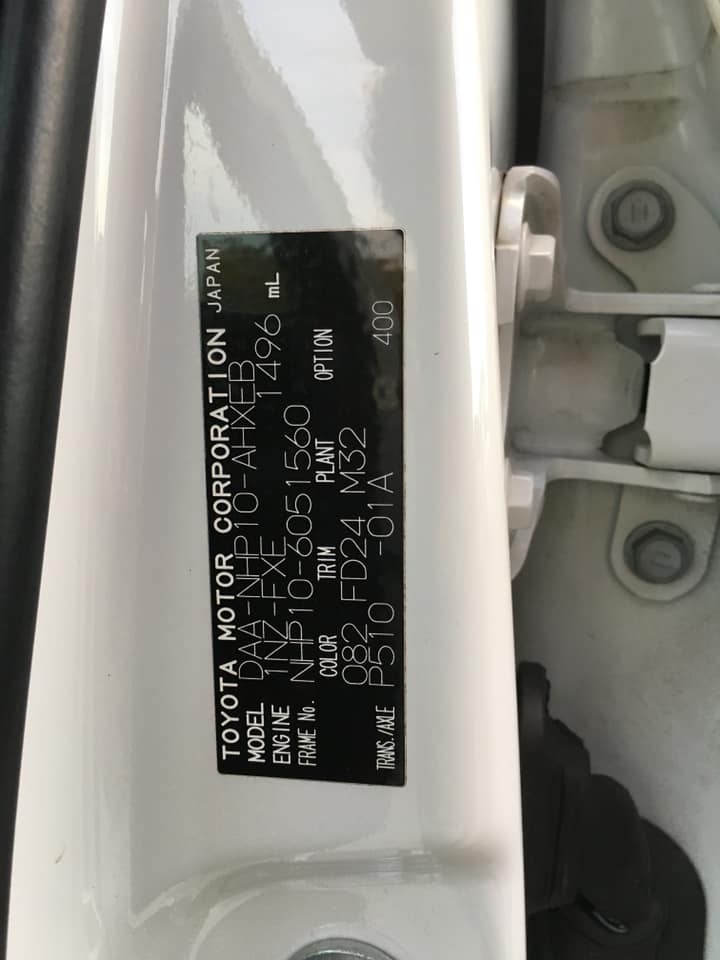 TOYOTA MOTOR CORPORATION JAPAN
MODEL DAA-NHP10-AHXEB
ENGINE 1NZ-FXE 1496 mL
FRAME No. NHP10-6051560
COLOR TRIM PLANT OPTION
082 FD24 M32
TRANS./AXLE P510 -01A 400